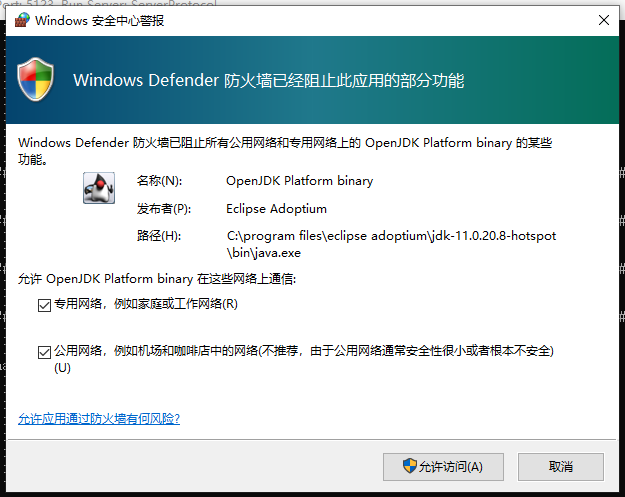 Port: 5123, Run Server: ServerProtocol
Windows 安全中心警报
Windows Defender 防火墙已经阻止此应用的部分功能
Windows Defender 防火墙已阻止所有公用网络和专用网络上的 OpenJDK Platform binary 的某些
功能。
名称(N): OpenJDK Platform binary
发布者(P): Eclipse Adoptium
路径(H): C:\program files\eclipse adoptium\jdk-11.0.20.8-hotspot
\bin\java.exe
允许 OpenJDK Platform binary 在这些网络上通信:
专用网络，例如家庭或工作网络(R)
公用网络，例如机场和咖啡店中的网络(不推荐，由于公用网络通常安全性很小或者根本不安全)
(U)
允许应用通过防火墙有何风险?
允许访问(A) 取消